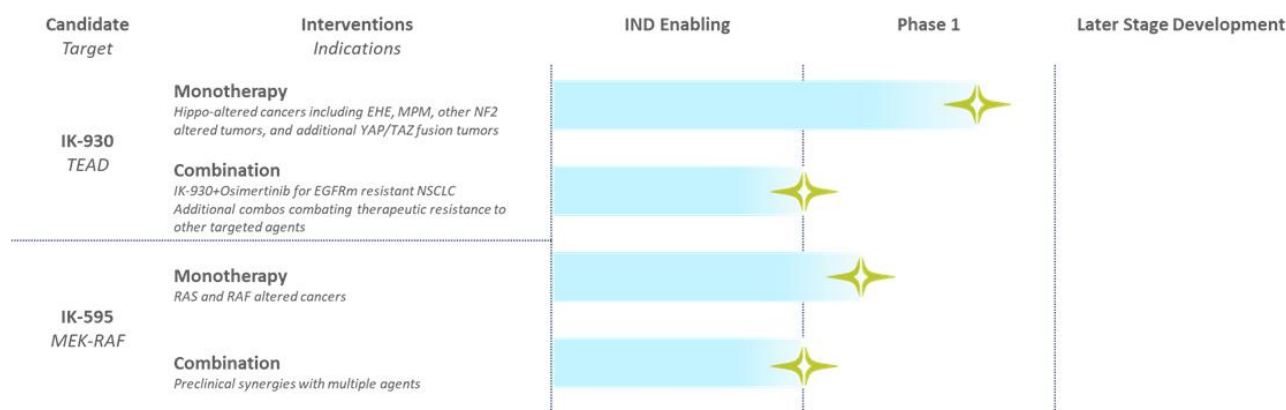 Candidate
Target
Interventions
Indications
IND Enabling
Phase 1
Later Stage Development
IK-930
TEAD
Monotherapy
Hippo-altered cancers including EHE, MPM, other NF2
altered tumors, and additional YAP/TAZ fusion tumors
Combination
IK-930+Osimertinib for EGFRm resistant NSCLC
Additional combos combating therapeutic resistance to
other targeted agents
IK-595
MEK-RAF
Monotherapy
RAS and RAF altered cancers
Combination
Preclinical synergies with multiple agents